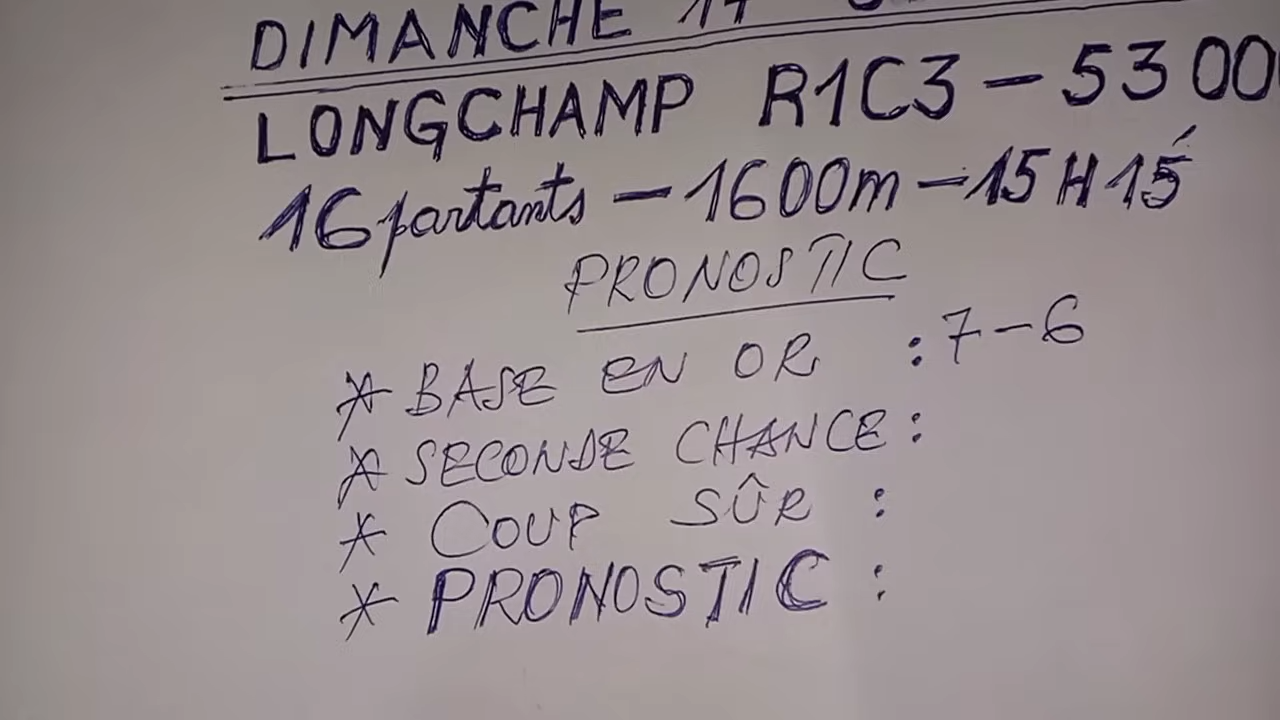 DIMANCHE
LONGCHAMP R1C3 - 5300
16 partants - 1600m - 15H15
PRONOSTIC
* BASE EN OR : 7-6
* SECONDE CHANCE :
* COUP SÛR :
* PRONOSTIC :